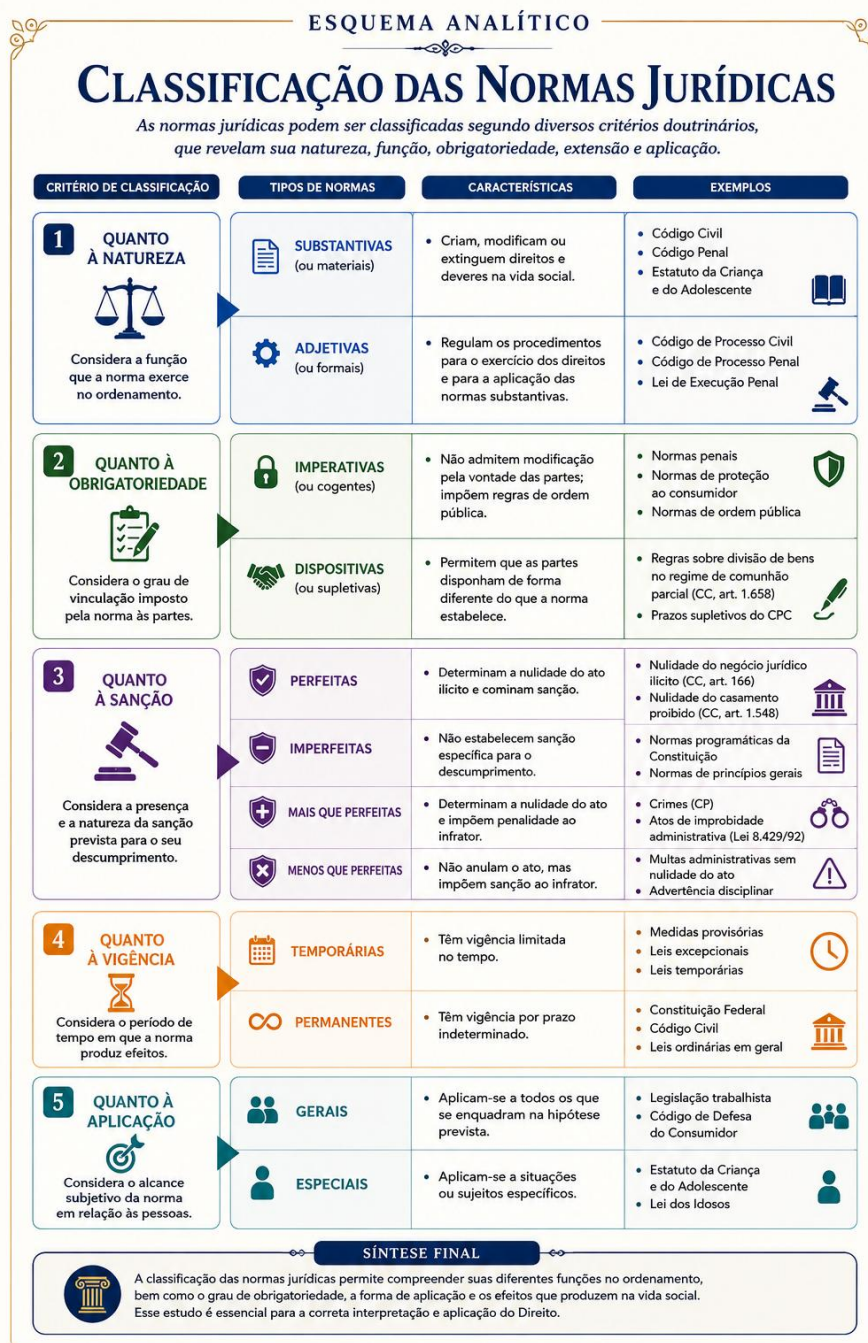 ESQUEMA ANALÍTICO
CLASSIFICAÇÃO DAS NORMAS JURÍDICAS
As normas jurídicas podem ser classificadas segundo diversos critérios doutrinários,
que revelam sua natureza, função, obrigatoriedade, extensão e aplicação.
CRITÉRIO DE CLASSIFICAÇÃO
TIPOS DE NORMAS
CARACTERÍSTICAS
EXEMPLOS
1
QUANTO
À NATUREZA
Considera a função
que a norma exerce
no ordenamento.
SUBSTANTIVAS
(ou materiais)
• Criam, modificam ou
extinguem direitos e
deveres na vida social.
• Código Civil
• Código Penal
• Estatuto da Criança
e do Adolescente
ADJETIVAS
(ou formais)
• Regulam os procedimentos
para o exercício dos direitos
e para a aplicação das
normas substantivas.
• Código de Processo Civil
• Código de Processo Penal
• Lei de Execução Penal
2
QUANTO À
OBRIGATORIEDADE
Considera o grau de
vinculação imposto
pela norma às partes.
IMPERATIVAS
(ou cogentes)
• Não admitem modificação
pela vontade das partes;
impõem regras de ordem
pública.
• Normas penais
• Normas de proteção
ao consumidor
• Normas de ordem pública
DISPOSITIVAS
(ou supletivas)
• Permitem que as partes
disponham de forma
diferente do que a norma
estabelece.
• Regras sobre divisão de bens
no regime de comunhão
parcial (CC, art. 1.658)
• Prazos supletivos do CPC
3
QUANTO
À SANÇÃO
Considera a presença
e a natureza da sanção
prevista para o seu
descumprimento.
PERFEITAS
• Determinam a nulidade do ato
ilícito e cominam sanção.
• Nulidade do negócio jurídico
ilícito (CC, art. 166)
• Nulidade do casamento
proibido (CC, art. 1.548)
IMPERFEITAS
• Não estabelecem sanção
específica para o
descumprimento.
• Normas programáticas da
Constituição
• Normas de princípios gerais
MAIS QUE PERFEITAS
• Determinam a nulidade do ato
e impõem penalidade ao
infrator.
• Crimes (CP)
• Atos de improbidade
administrativa (Lei 8.429/92)
MENOS QUE PERFEITAS
• Não anulam o ato, mas
impõem sanção ao infrator.
• Multas administrativas sem
nulidade do ato
• Advertência disciplinar
4
QUANTO
À VIGÊNCIA
Considera o período de
tempo em que a norma
produz efeitos.
TEMPORÁRIAS
• Têm vigência limitada
no tempo.
• Medidas provisórias
• Leis excepcionais
• Leis temporárias
PERMANENTES
• Têm vigência por prazo
indeterminado.
• Constituição Federal
• Código Civil
• Leis ordinárias em geral
5
QUANTO À
APLICAÇÃO
Considera o alcance
subjetivo da norma
em relação às pessoas.
GERAIS
• Aplicam-se a todos os que
se enquadram na hipótese
prevista.
• Legislação trabalhista
• Código de Defesa
do Consumidor
ESPECIAIS
• Aplicam-se a situações
ou sujeitos específicos.
• Estatuto da Criança
e do Adolescente
• Lei dos Idosos
SÍNTESE FINAL
A classificação das normas jurídicas permite compreender suas diferentes funções no ordenamento,
bem como o grau de obrigatoriedade, a forma de aplicação e os efeitos que produzem na vida social.
Esse estudo é essencial para a correta interpretação e aplicação do Direito.